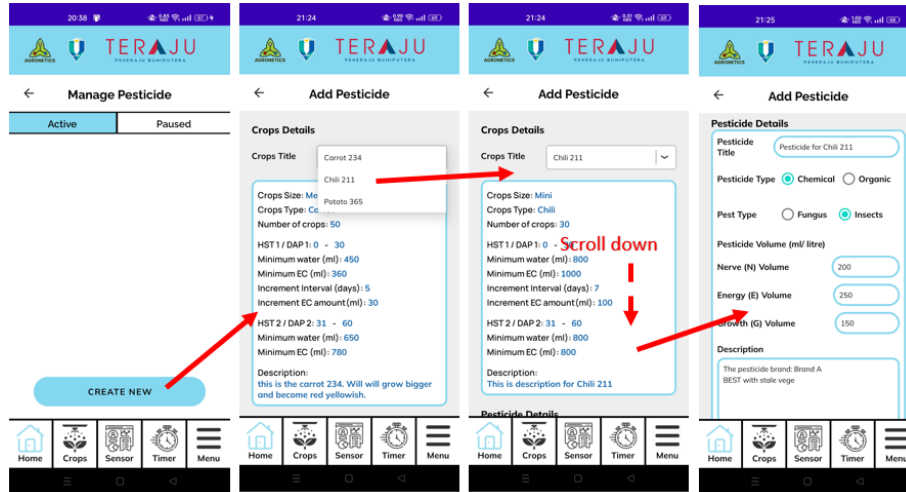 20:38
AGRONETICS
TERAJU
PENERAJU BUMIPUTERA
Manage Pesticide
Active
Paused
CREATE NEW
Home
Crops
Sensor
Timer
Menu
21:24
AGRONETICS
TERAJU
PENERAJU BUMIPUTERA
Add Pesticide
Crops Details
Crops Title
Carrot 234
Chili 211
Potato 365
Crops Size: Me
Crops Type: Ca
Number of crops: 50
HST 1 / DAP 1: 0 - 30
Minimum water (ml): 450
Minimum EC (ml): 360
Increment Interval (days): 5
Increment EC amount(ml): 30
HST 2 / DAP 2: 31 - 60
Minimum water (ml): 650
Minimum EC (ml): 780
Description:
this is the carrot 234. Will will grow bigger
and become red yellowish.
Home
Crops
Sensor
Timer
Menu
21:24
AGRONETICS
TERAJU
PENERAJU BUMIPUTERA
Add Pesticide
Crops Details
Crops Title
Chili 211
Crops Size: Mini
Crops Type: Chili
Number of crops: 30
HST 1 / DAP 1: 0 -
Scroll down
Minimum water (ml): 800
Minimum EC (ml): 1000
Increment Interval (days): 7
Increment EC amount(ml): 100
HST 2 / DAP 2: 31 - 60
Minimum water (ml): 800
Minimum EC (ml): 800
Description:
This is description for Chili 211
Pesticide Details
Home
Crops
Sensor
Timer
Menu
21:25
AGRONETICS
TERAJU
PENERAJU BUMIPUTERA
Add Pesticide
Pesticide Details
Pesticide
Title
Pesticide for Chili 211
Pesticide Type
Chemical
Organic
Pest Type
Fungus
Insects
Pesticide Volume (ml/ litre)
Nerve (N) Volume
200
Energy (E) Volume
250
Growth (G) Volume
150
Description
The pesticide brand: Brand A
BEST with stale vege
Home
Crops
Sensor
Timer
Menu